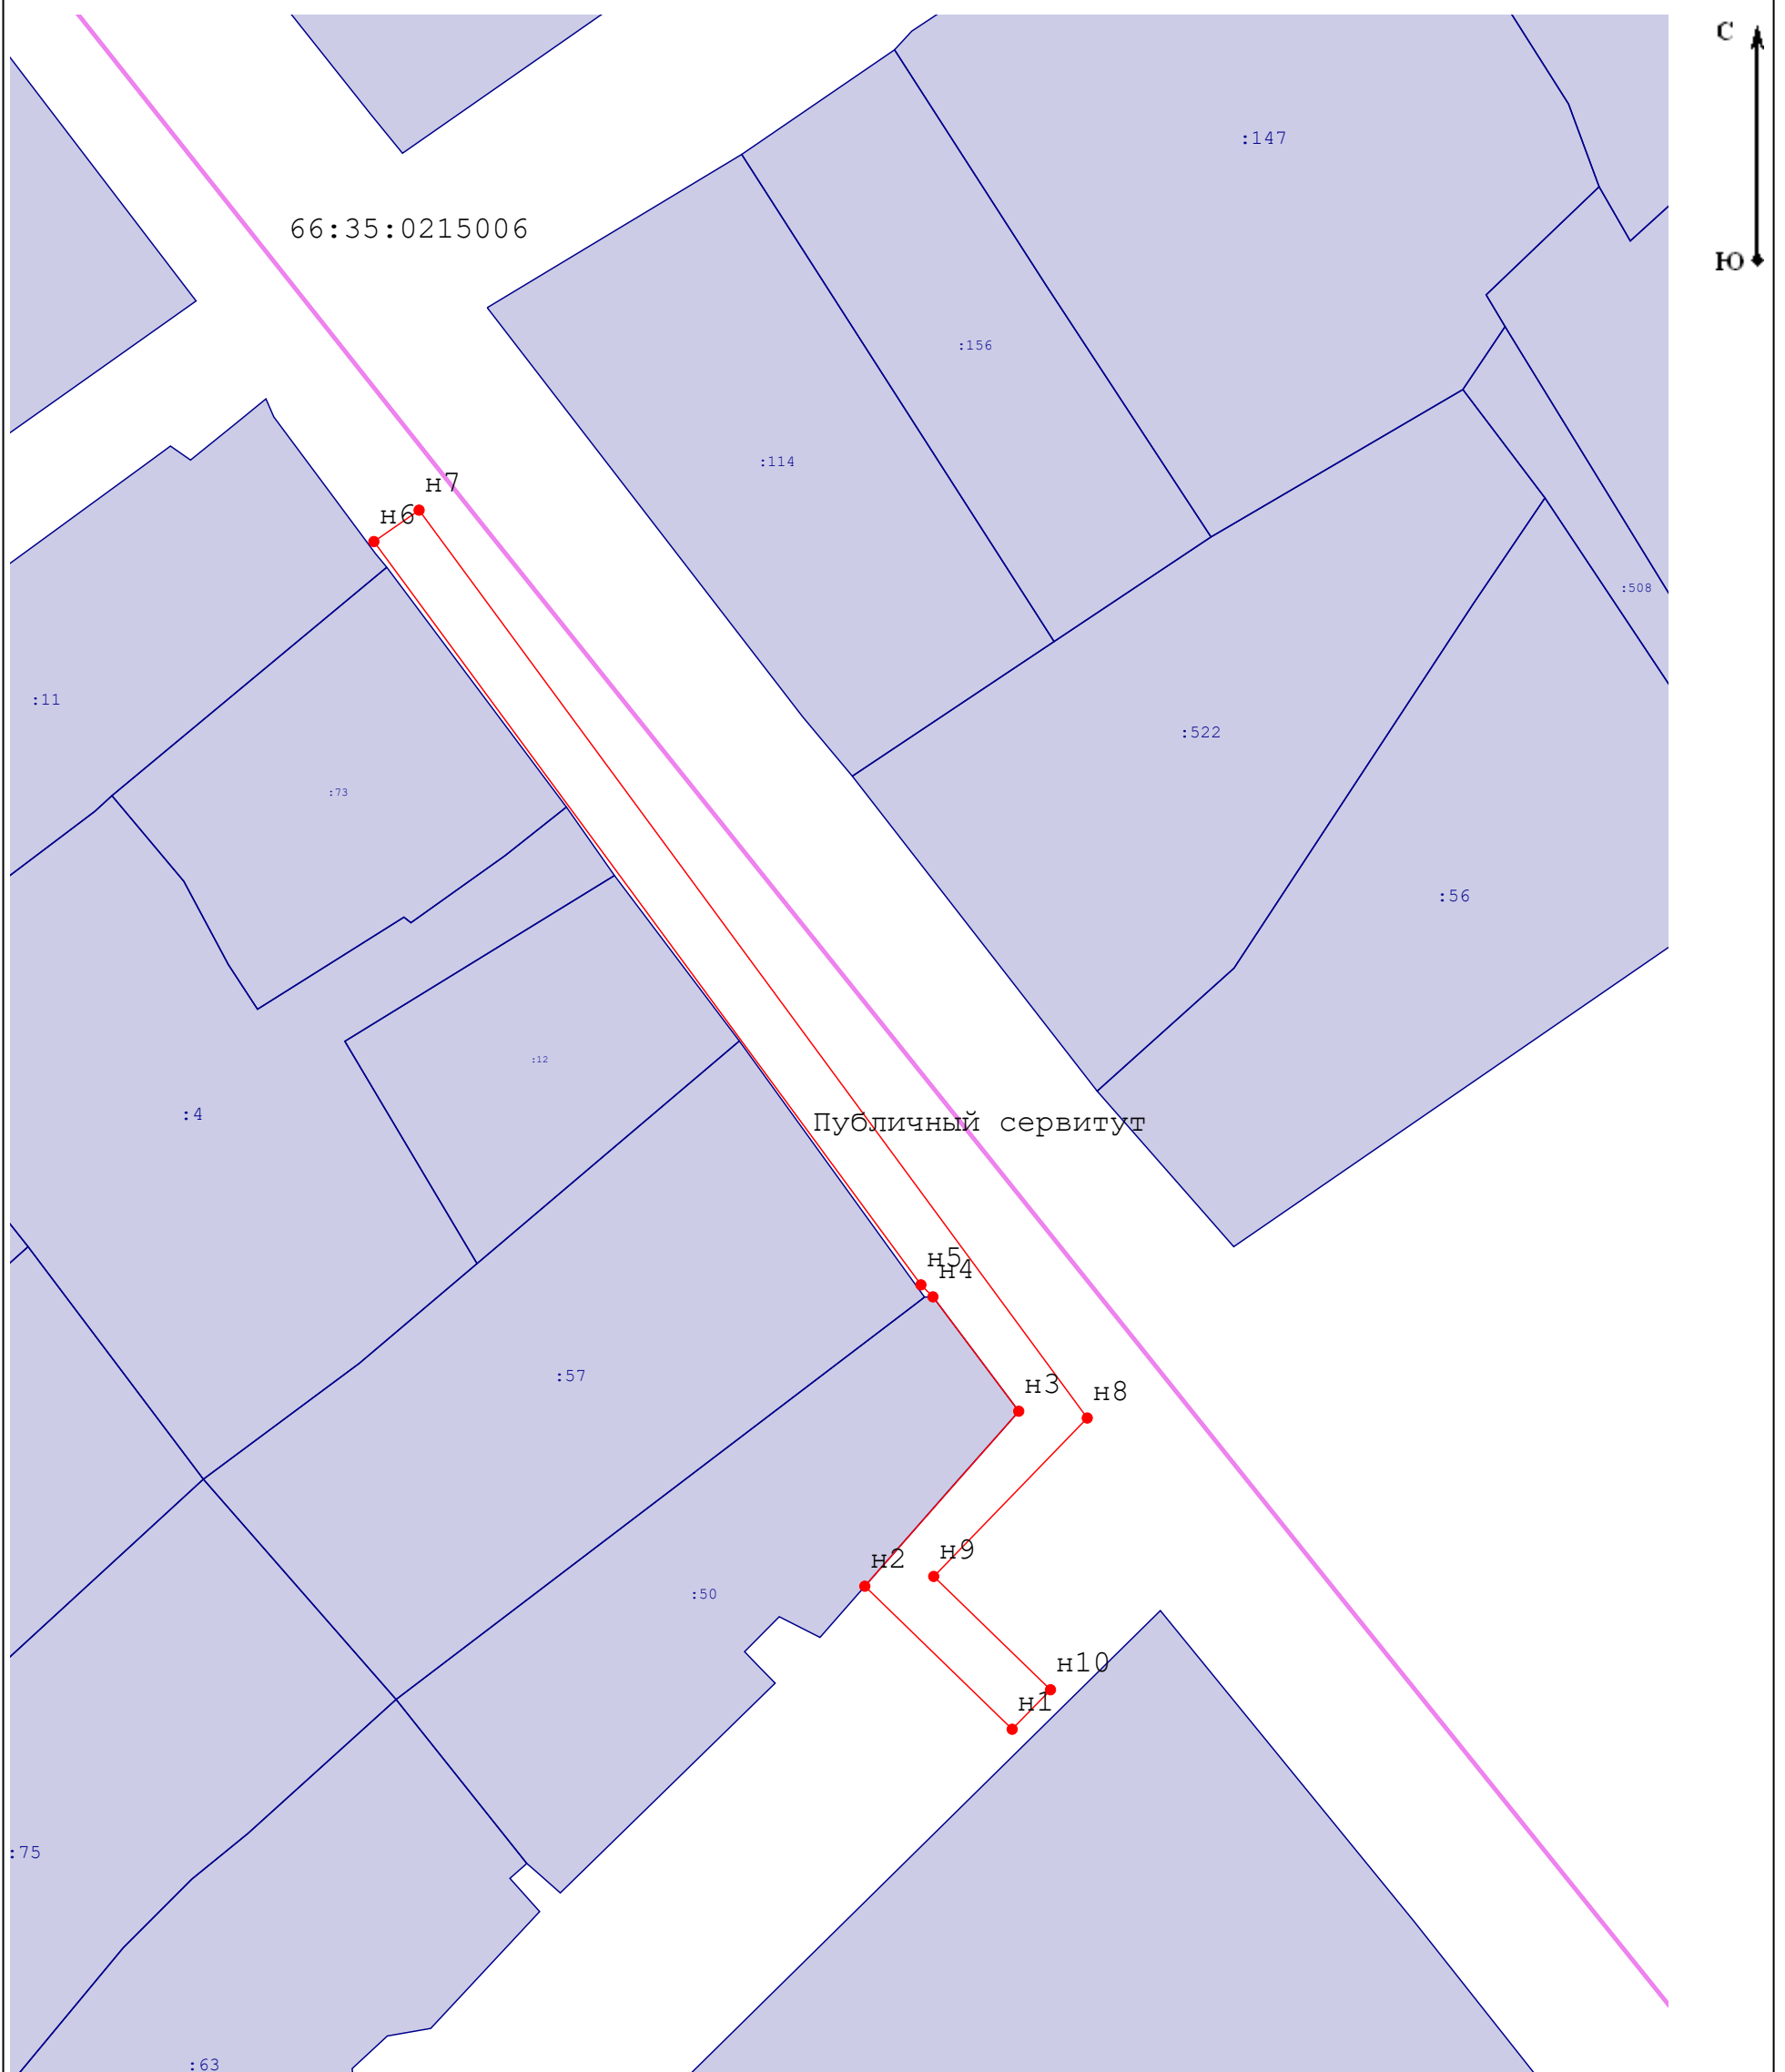 С
:147
66:35:0215006
Ю
:156
:114
н7
н6
:508
:11
:522
:73
:56
:12
:4
Публичный сервитут
н5
н4
:57
н3
н8
н9
н2
:50
н10
н1
:75
:63